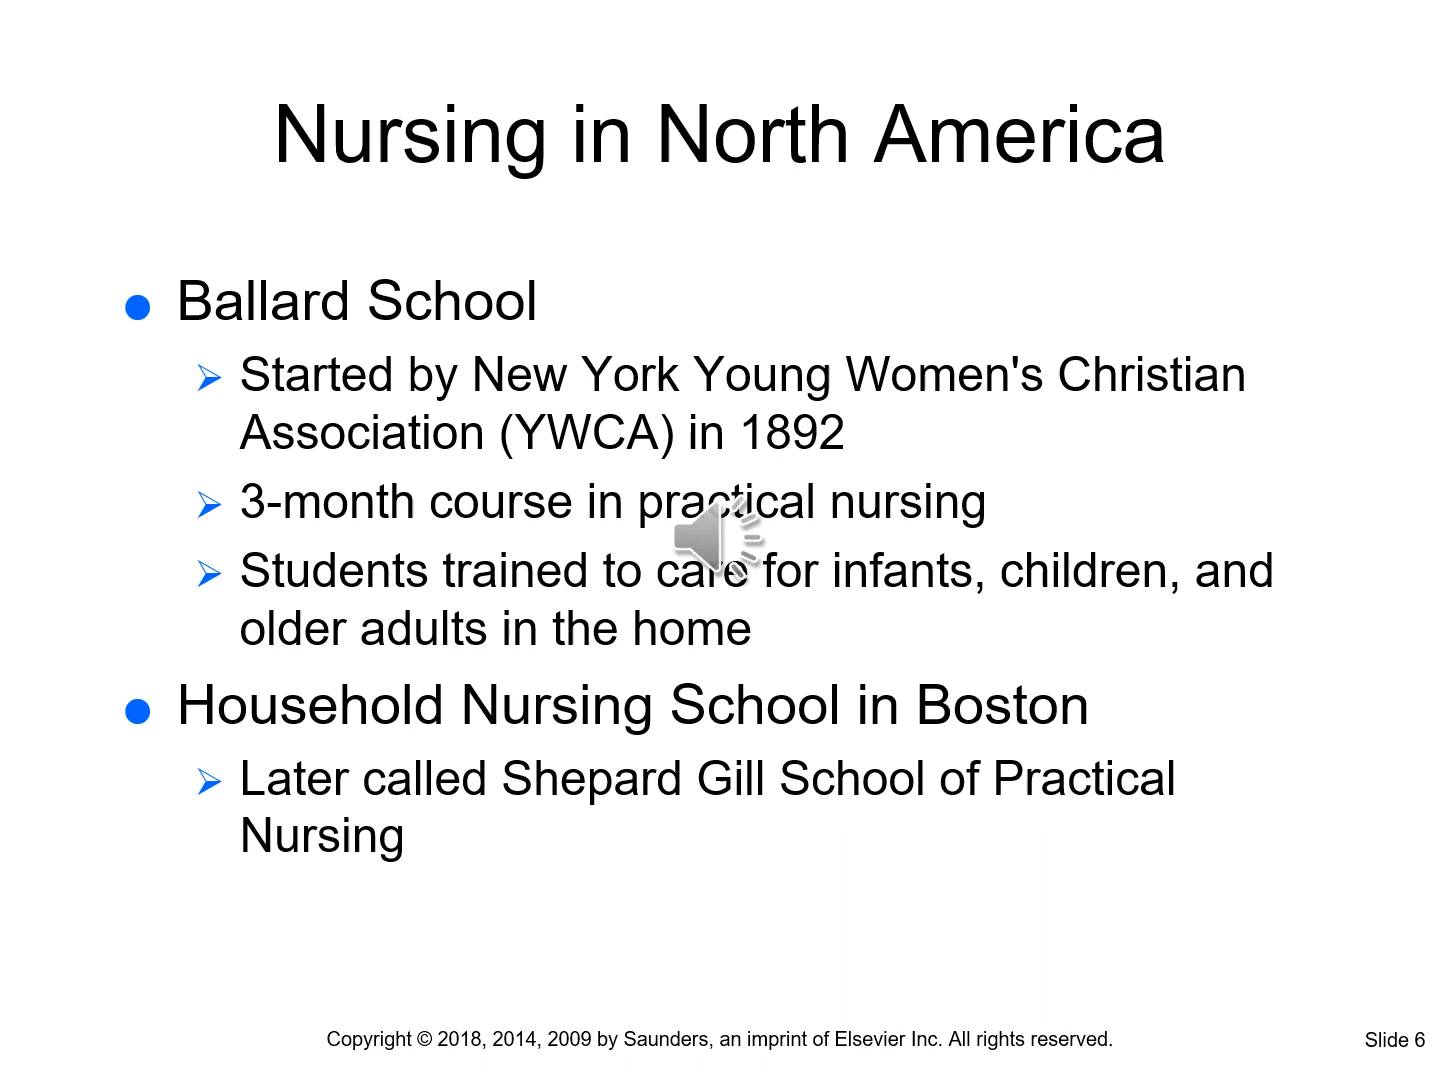 Nursing in North America
Ballard School
Started by New York Young Women's Christian
Association (YWCA) in 1892
3-month course in practical nursing
Students trained to care for infants, children, and
older adults in the home
Household Nursing School in Boston
Later called Shepard Gill School of Practical
Nursing
Copyright © 2018, 2014, 2009 by Saunders, an imprint of Elsevier Inc. All rights reserved.
Slide 6